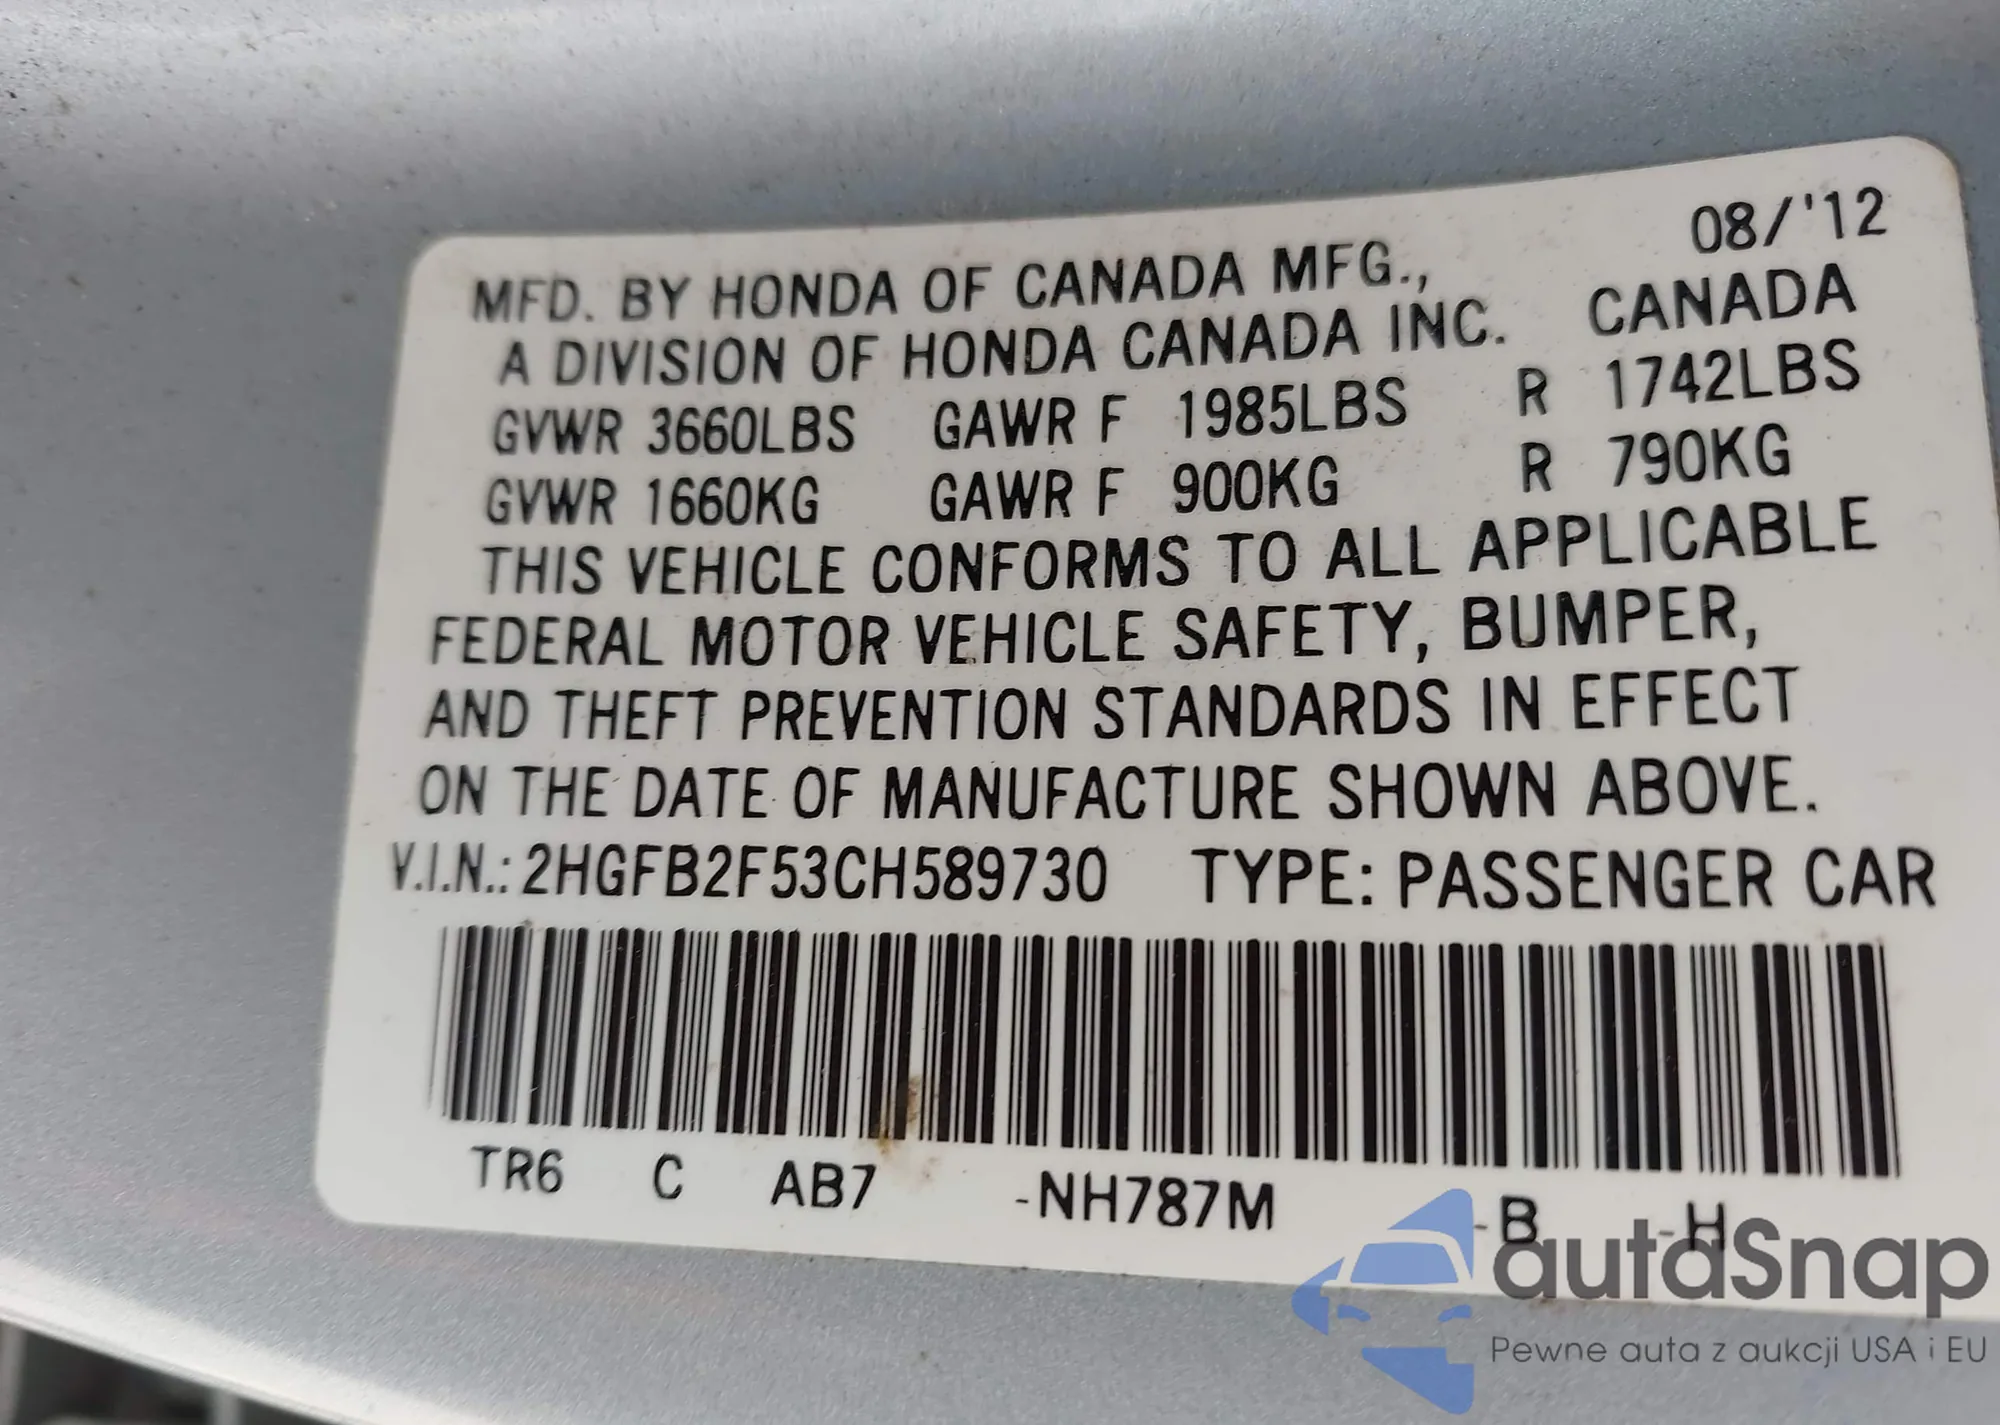 08/'12
MFD. BY HONDA OF CANADA MFG.,
A DIVISION OF HONDA CANADA INC. CANADA
GVWR 3660LBS GAWR F 1985LBS R 1742LBS
GVWR 1660KG GAWR F 900KG R 790KG
THIS VEHICLE CONFORMS TO ALL APPLICABLE
FEDERAL MOTOR VEHICLE SAFETY, BUMPER,
AND THEFT PREVENTION STANDARDS IN EFFECT
ON THE DATE OF MANUFACTURE SHOWN ABOVE.
V.I.N.: 2HGFB2F53CH589730 TYPE: PASSENGER CAR
TR6 C AB7 -NH787M -B -H
autoSnap
Pewne auta z aukcji USA i EU